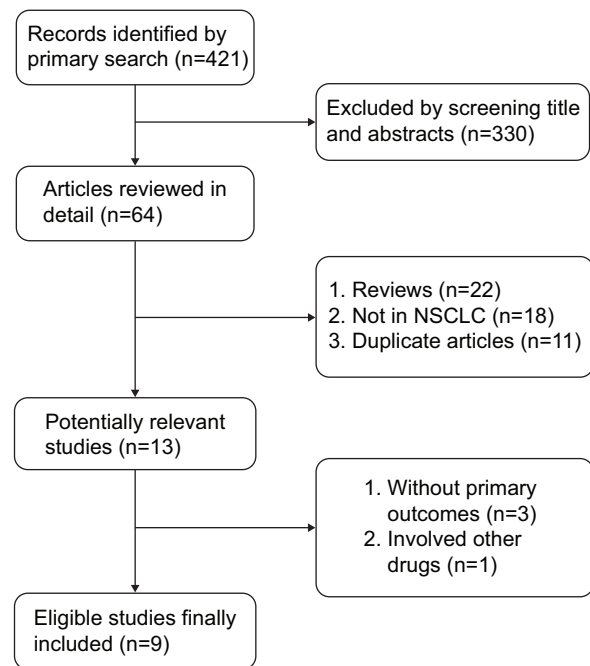 Records identified by
primary search (n=421)
Excluded by screening title
and abstracts (n=330)
Articles reviewed in
detail (n=64)
1. Reviews (n=22)
2. Not in NSCLC (n=18)
3. Duplicate articles (n=11)
Potentially relevant
studies (n=13)
1. Without primary
outcomes (n=3)
2. Involved other
drugs (n=1)
Eligible studies finally
included (n=9)